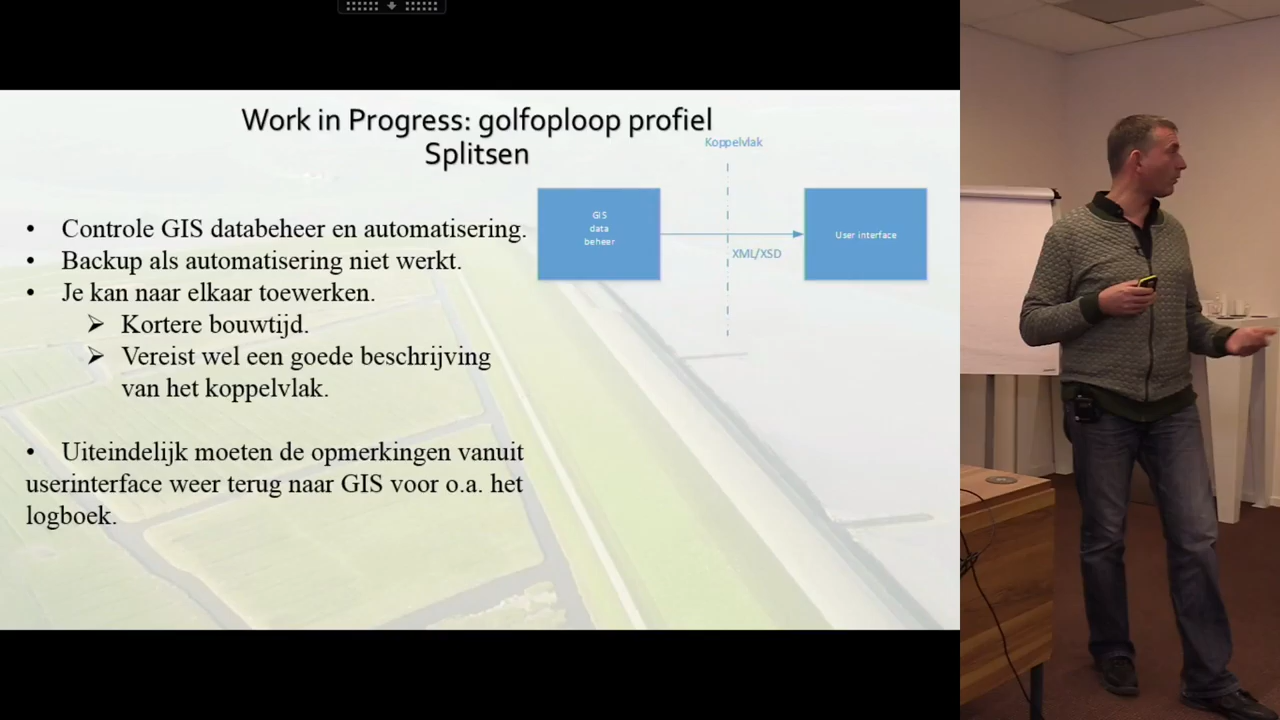 Work in Progress: golfoploop profiel
Splitsen
Koppelvlak
GIS
data
beheer
User interface
XML/XSD
• Controle GIS databeheer en automatisering.
• Backup als automatisering niet werkt.
• Je kan naar elkaar toewerken.
➢ Kortere bouwtijd.
➢ Vereist wel een goede beschrijving
van het koppelvlak.
• Uiteindelijk moeten de opmerkingen vanuit
userinterface weer terug naar GIS voor o.a. het
logboek.